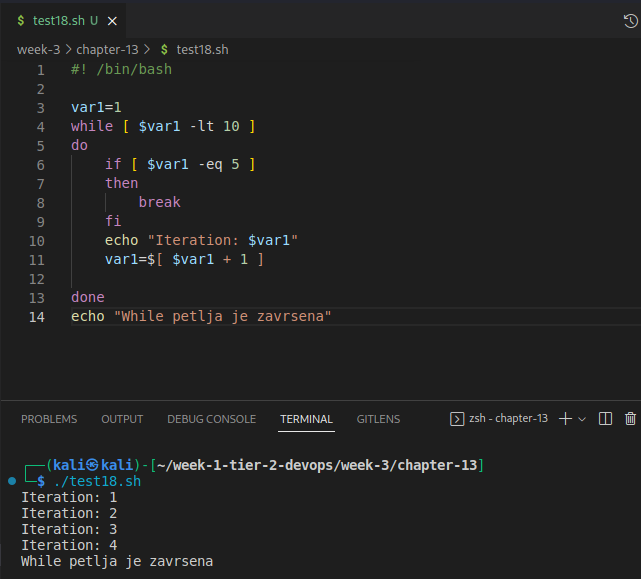 $ test18.sh U ×
week-3 > chapter-13 > $ test18.sh
1 #! /bin/bash
2
3 var1=1
4 while [ $var1 -lt 10 ]
5 do
6     if [ $var1 -eq 5 ]
7     then
8         break
9     fi
10     echo "Iteration: $var1"
11     var1=$[ $var1 + 1 ]
12
13 done
14 echo "While petlja je zavrsena"
PROBLEMS OUTPUT DEBUG CONSOLE TERMINAL GITLENS zsh - chapter-13
┌──(kali㉿kali)-[~/week-1-tier-2-devops/week-3/chapter-13]
└─$ ./test18.sh
Iteration: 1
Iteration: 2
Iteration: 3
Iteration: 4
While petlja je zavrsena